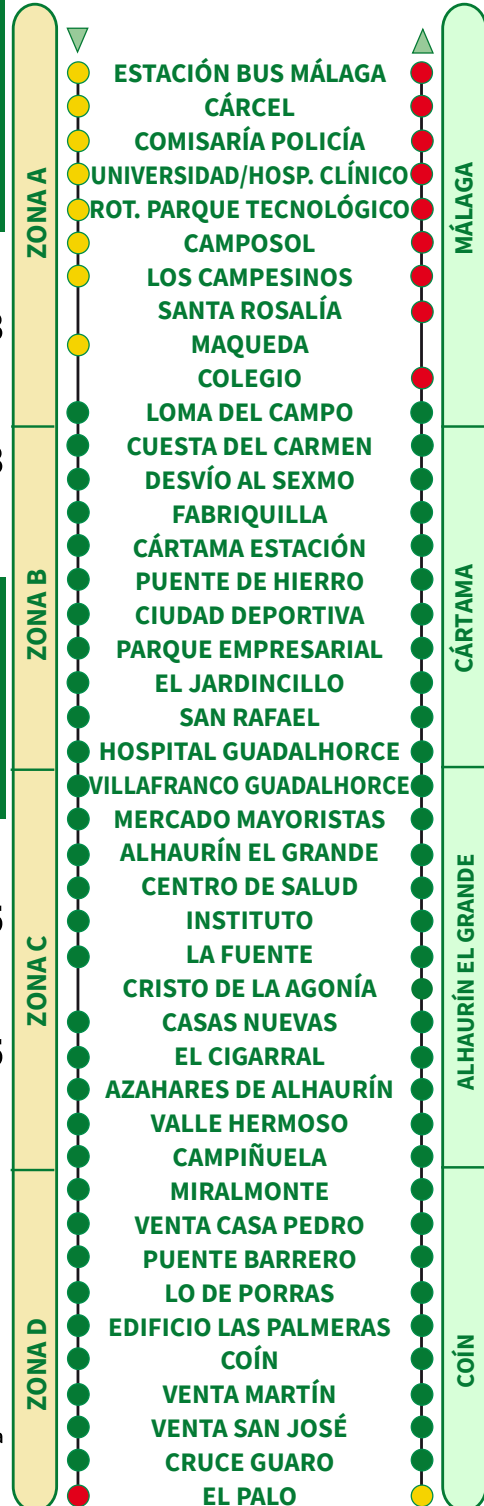 ESTACIÓN BUS MÁLAGA
CÁRCEL
COMISARÍA POLICÍA
UNIVERSIDAD/HOSP. CLÍNICO
ROT. PARQUE TECNOLÓGICO
CAMPOSOL
LOS CAMPESINOS
SANTA ROSALÍA
MAQUEDA
COLEGIO
LOMA DEL CAMPO
CUESTA DEL CARMEN
DESVÍO AL SEXMO
FABRIQUILLA
CÁRTAMA ESTACIÓN
PUENTE DE HIERRO
CIUDAD DEPORTIVA
PARQUE EMPRESARIAL
EL JARDINCILLO
SAN RAFAEL
HOSPITAL GUADALHORCE
VILLAFRANCO GUADALHORCE
MERCADO MAYORISTAS
ALHAURÍN EL GRANDE
CENTRO DE SALUD
INSTITUTO
LA FUENTE
CRISTO DE LA AGONÍA
CASAS NUEVAS
EL CIGARRAL
AZAHARES DE ALHAURÍN
VALLE HERMOSO
CAMPIÑUELA
MIRALMONTE
VENTA CASA PEDRO
PUENTE BARRERO
LO DE PORRAS
EDIFICIO LAS PALMERAS
COÍN
VENTA MARTÍN
VENTA SAN JOSÉ
CRUCE GUARO
EL PALO
ZONA A
ZONA B
ZONA C
ZONA D
MÁLAGA
CÁRTAMA
ALHAURÍN EL GRANDE
COÍN